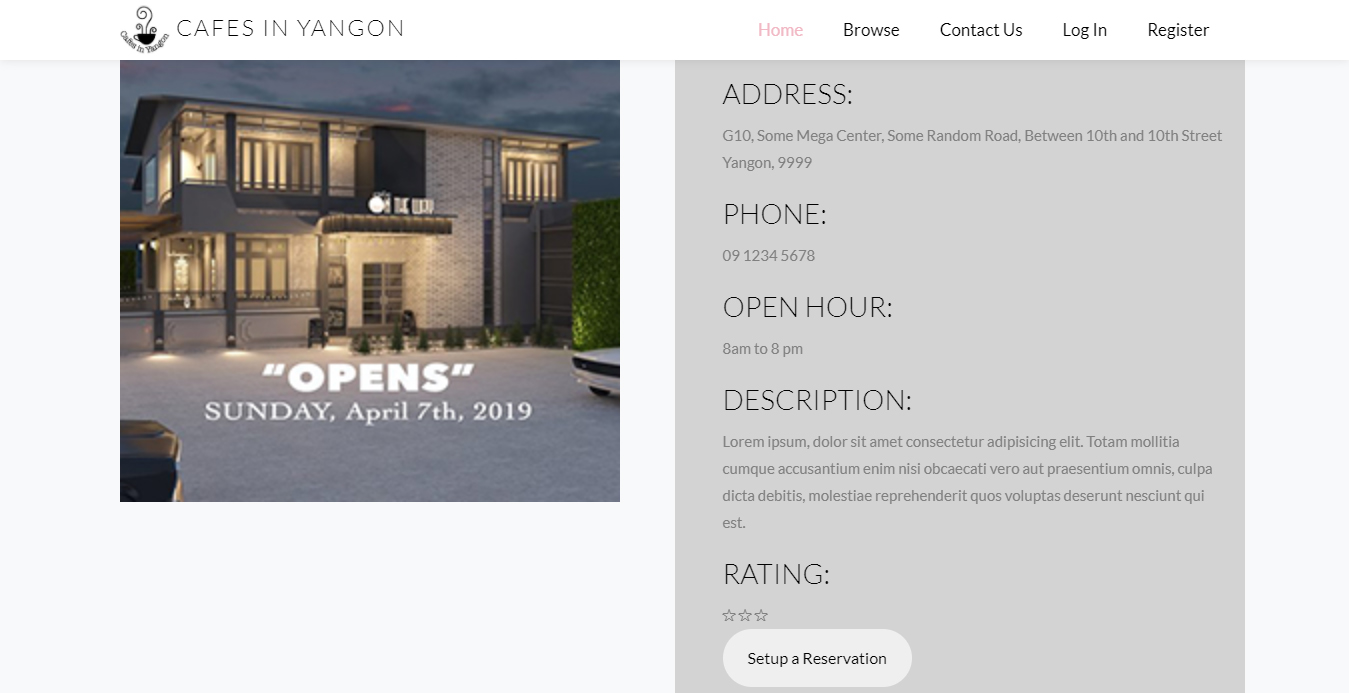 Cafes In Yangon
CAFES IN YANGON
Home
Browse
Contact Us
Log In
Register
"OPENS"
SUNDAY, April 7th, 2019
ADDRESS:
G10, Some Mega Center, Some Random Road, Between 10th and 10th Street
Yangon, 9999
PHONE:
09 1234 5678
OPEN HOUR:
8am to 8 pm
DESCRIPTION:
Lorem ipsum, dolor sit amet consectetur adipisicing elit. Totam mollitia
cumque accusantium enim nisi obcaecati vero aut praesentium omnis, culpa
dicta debitis, molestiae reprehenderit quos voluptas deserunt nesciunt qui
est.
RATING:
☆☆☆
Setup a Reservation